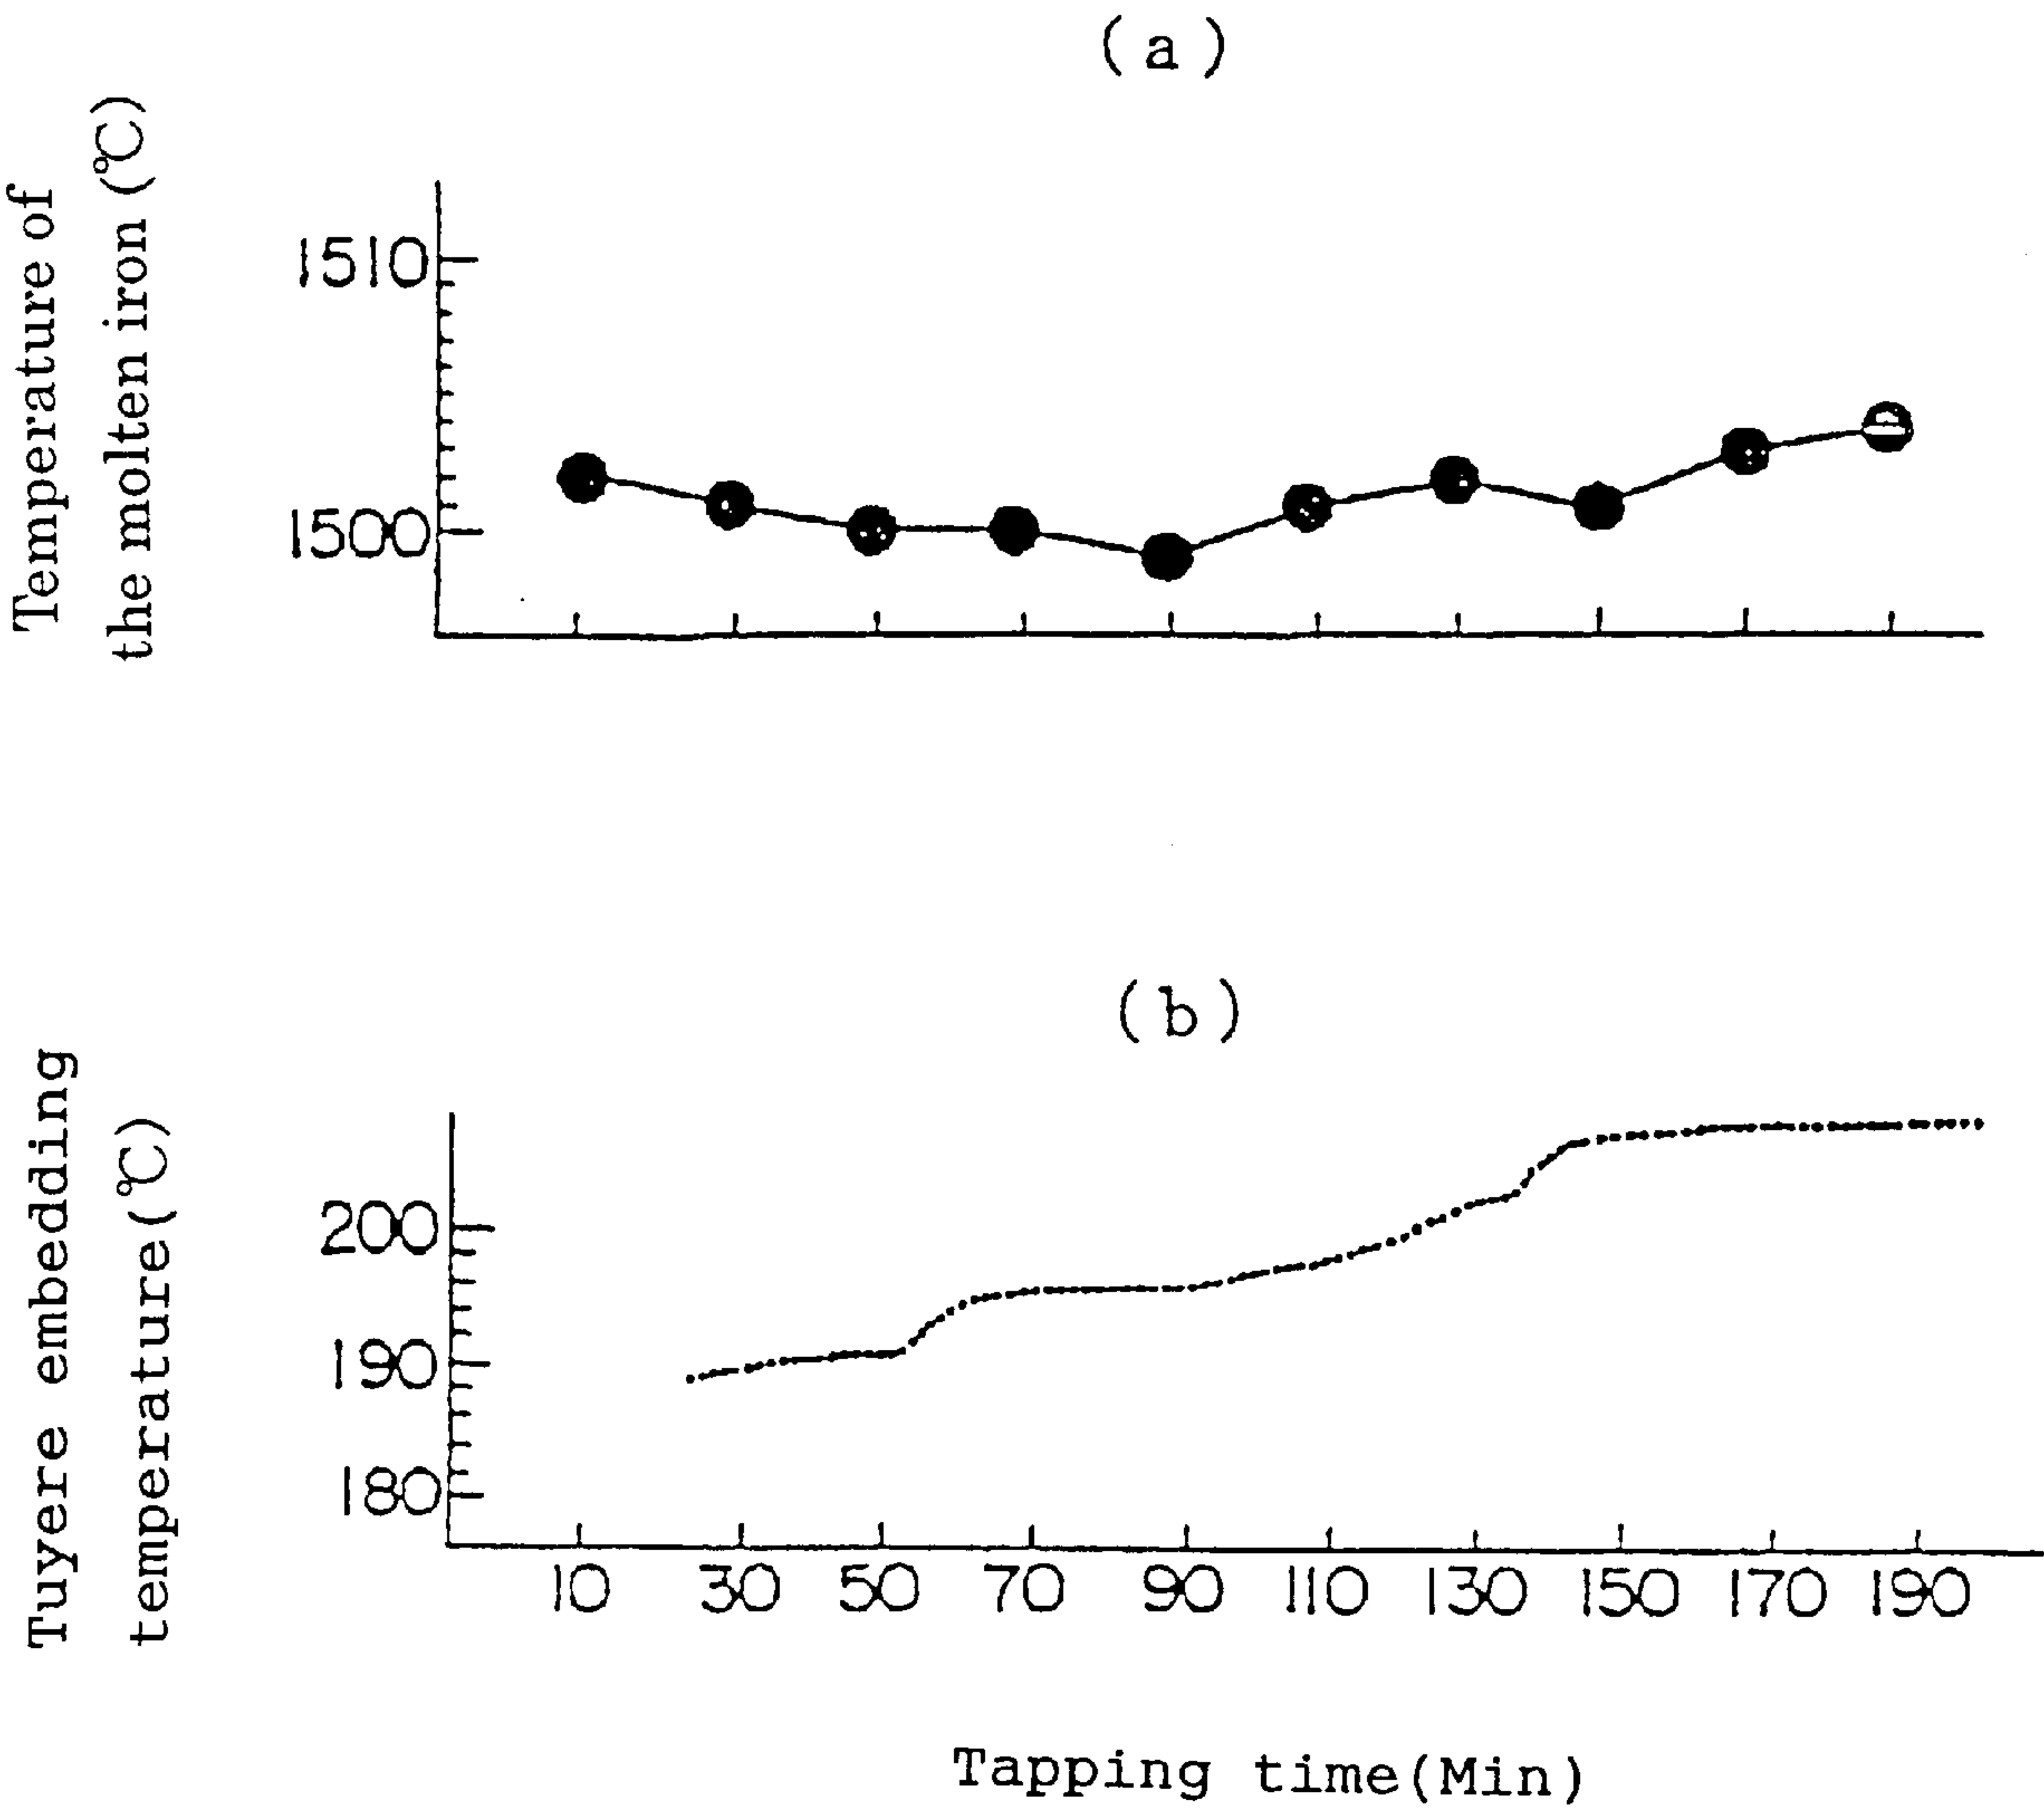 (a)
Temperature of
the molten iron (℃)
1510
1500
(b)
Tuyere embedding
temperature(℃)
200
190
180
10 30 50 70 90 110 130 150 170 190
Tapping time(Min)